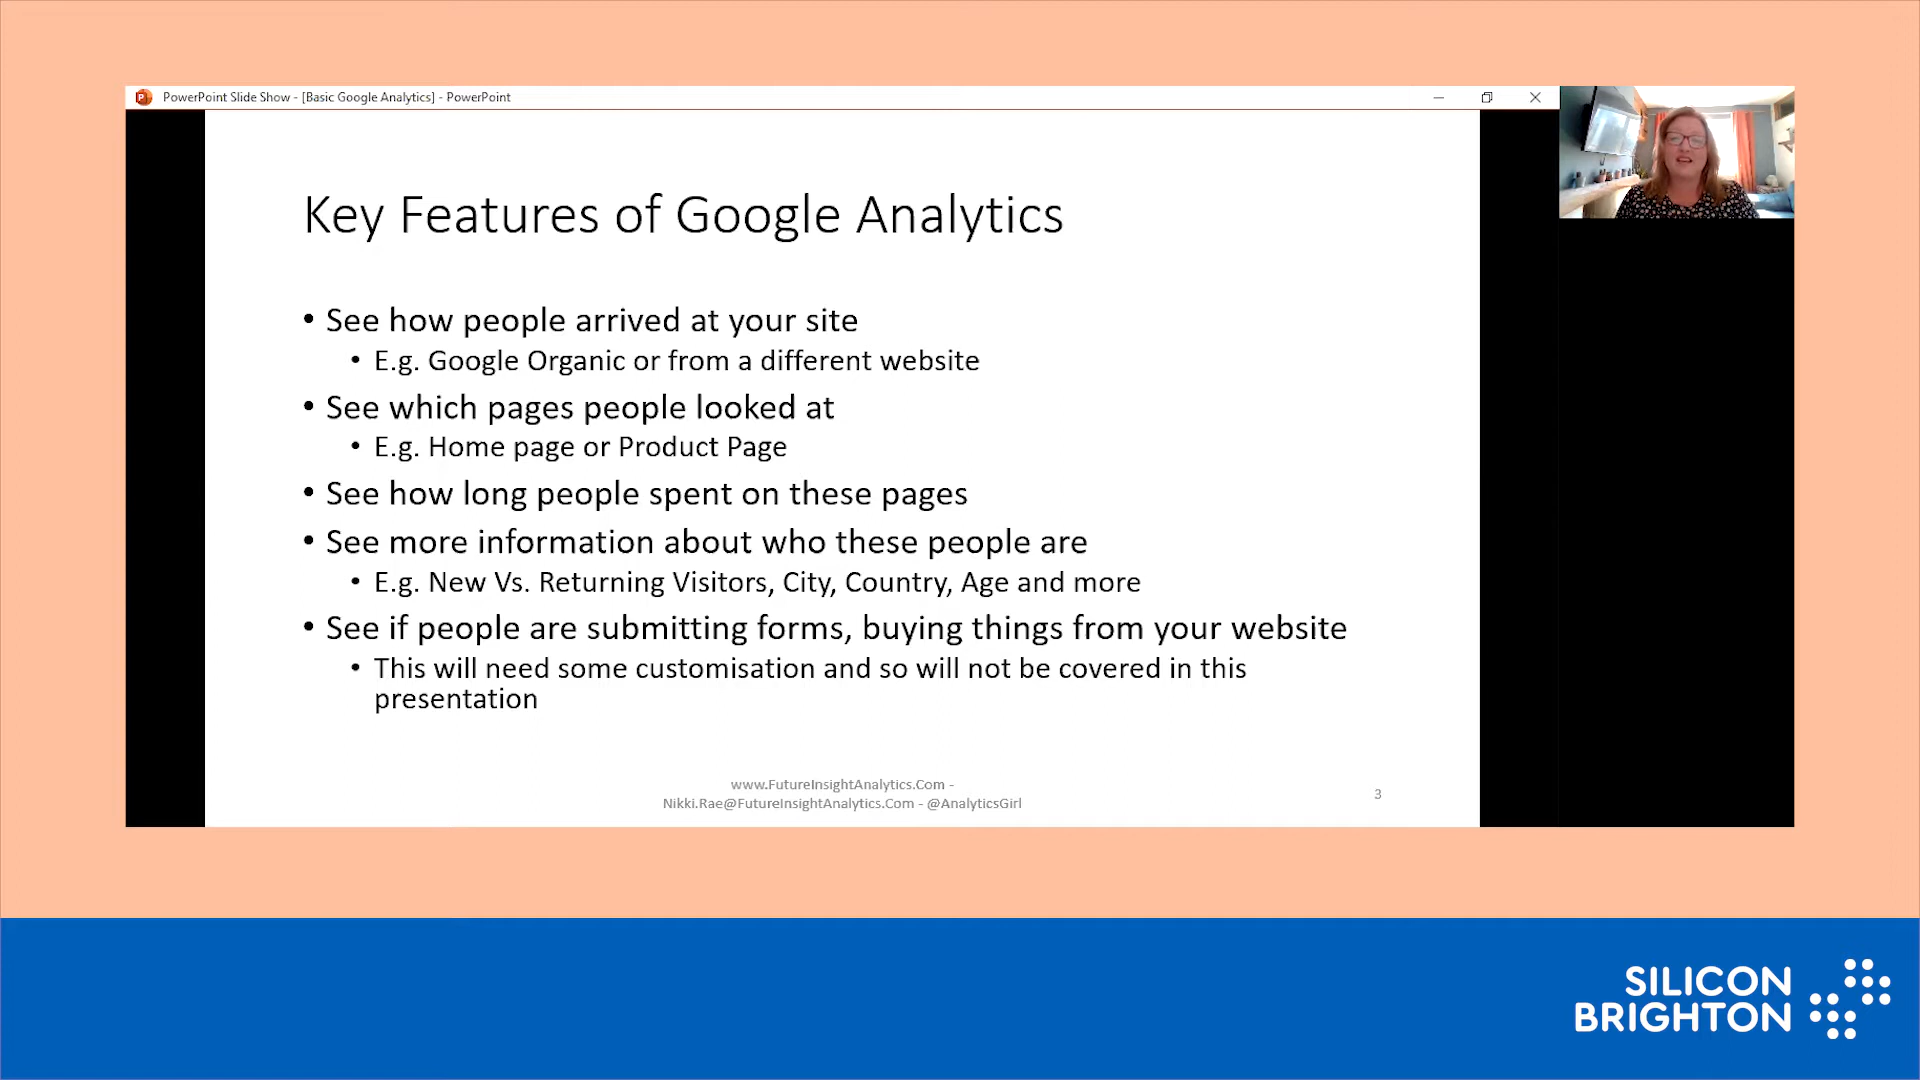 PowerPoint Slide Show - [Basic Google Analytics] - PowerPoint
Key Features of Google Analytics
• See how people arrived at your site
• E.g. Google Organic or from a different website
• See which pages people looked at
• E.g. Home page or Product Page
• See how long people spent on these pages
• See more information about who these people are
• E.g. New Vs. Returning Visitors, City, Country, Age and more
• See if people are submitting forms, buying things from your website
• This will need some customisation and so will not be covered in this
presentation
www.FutureInsightAnalytics.Com -
Nikki.Rae@FutureInsightAnalytics.Com - @AnalyticsGirl
3
SILICON
BRIGHTON